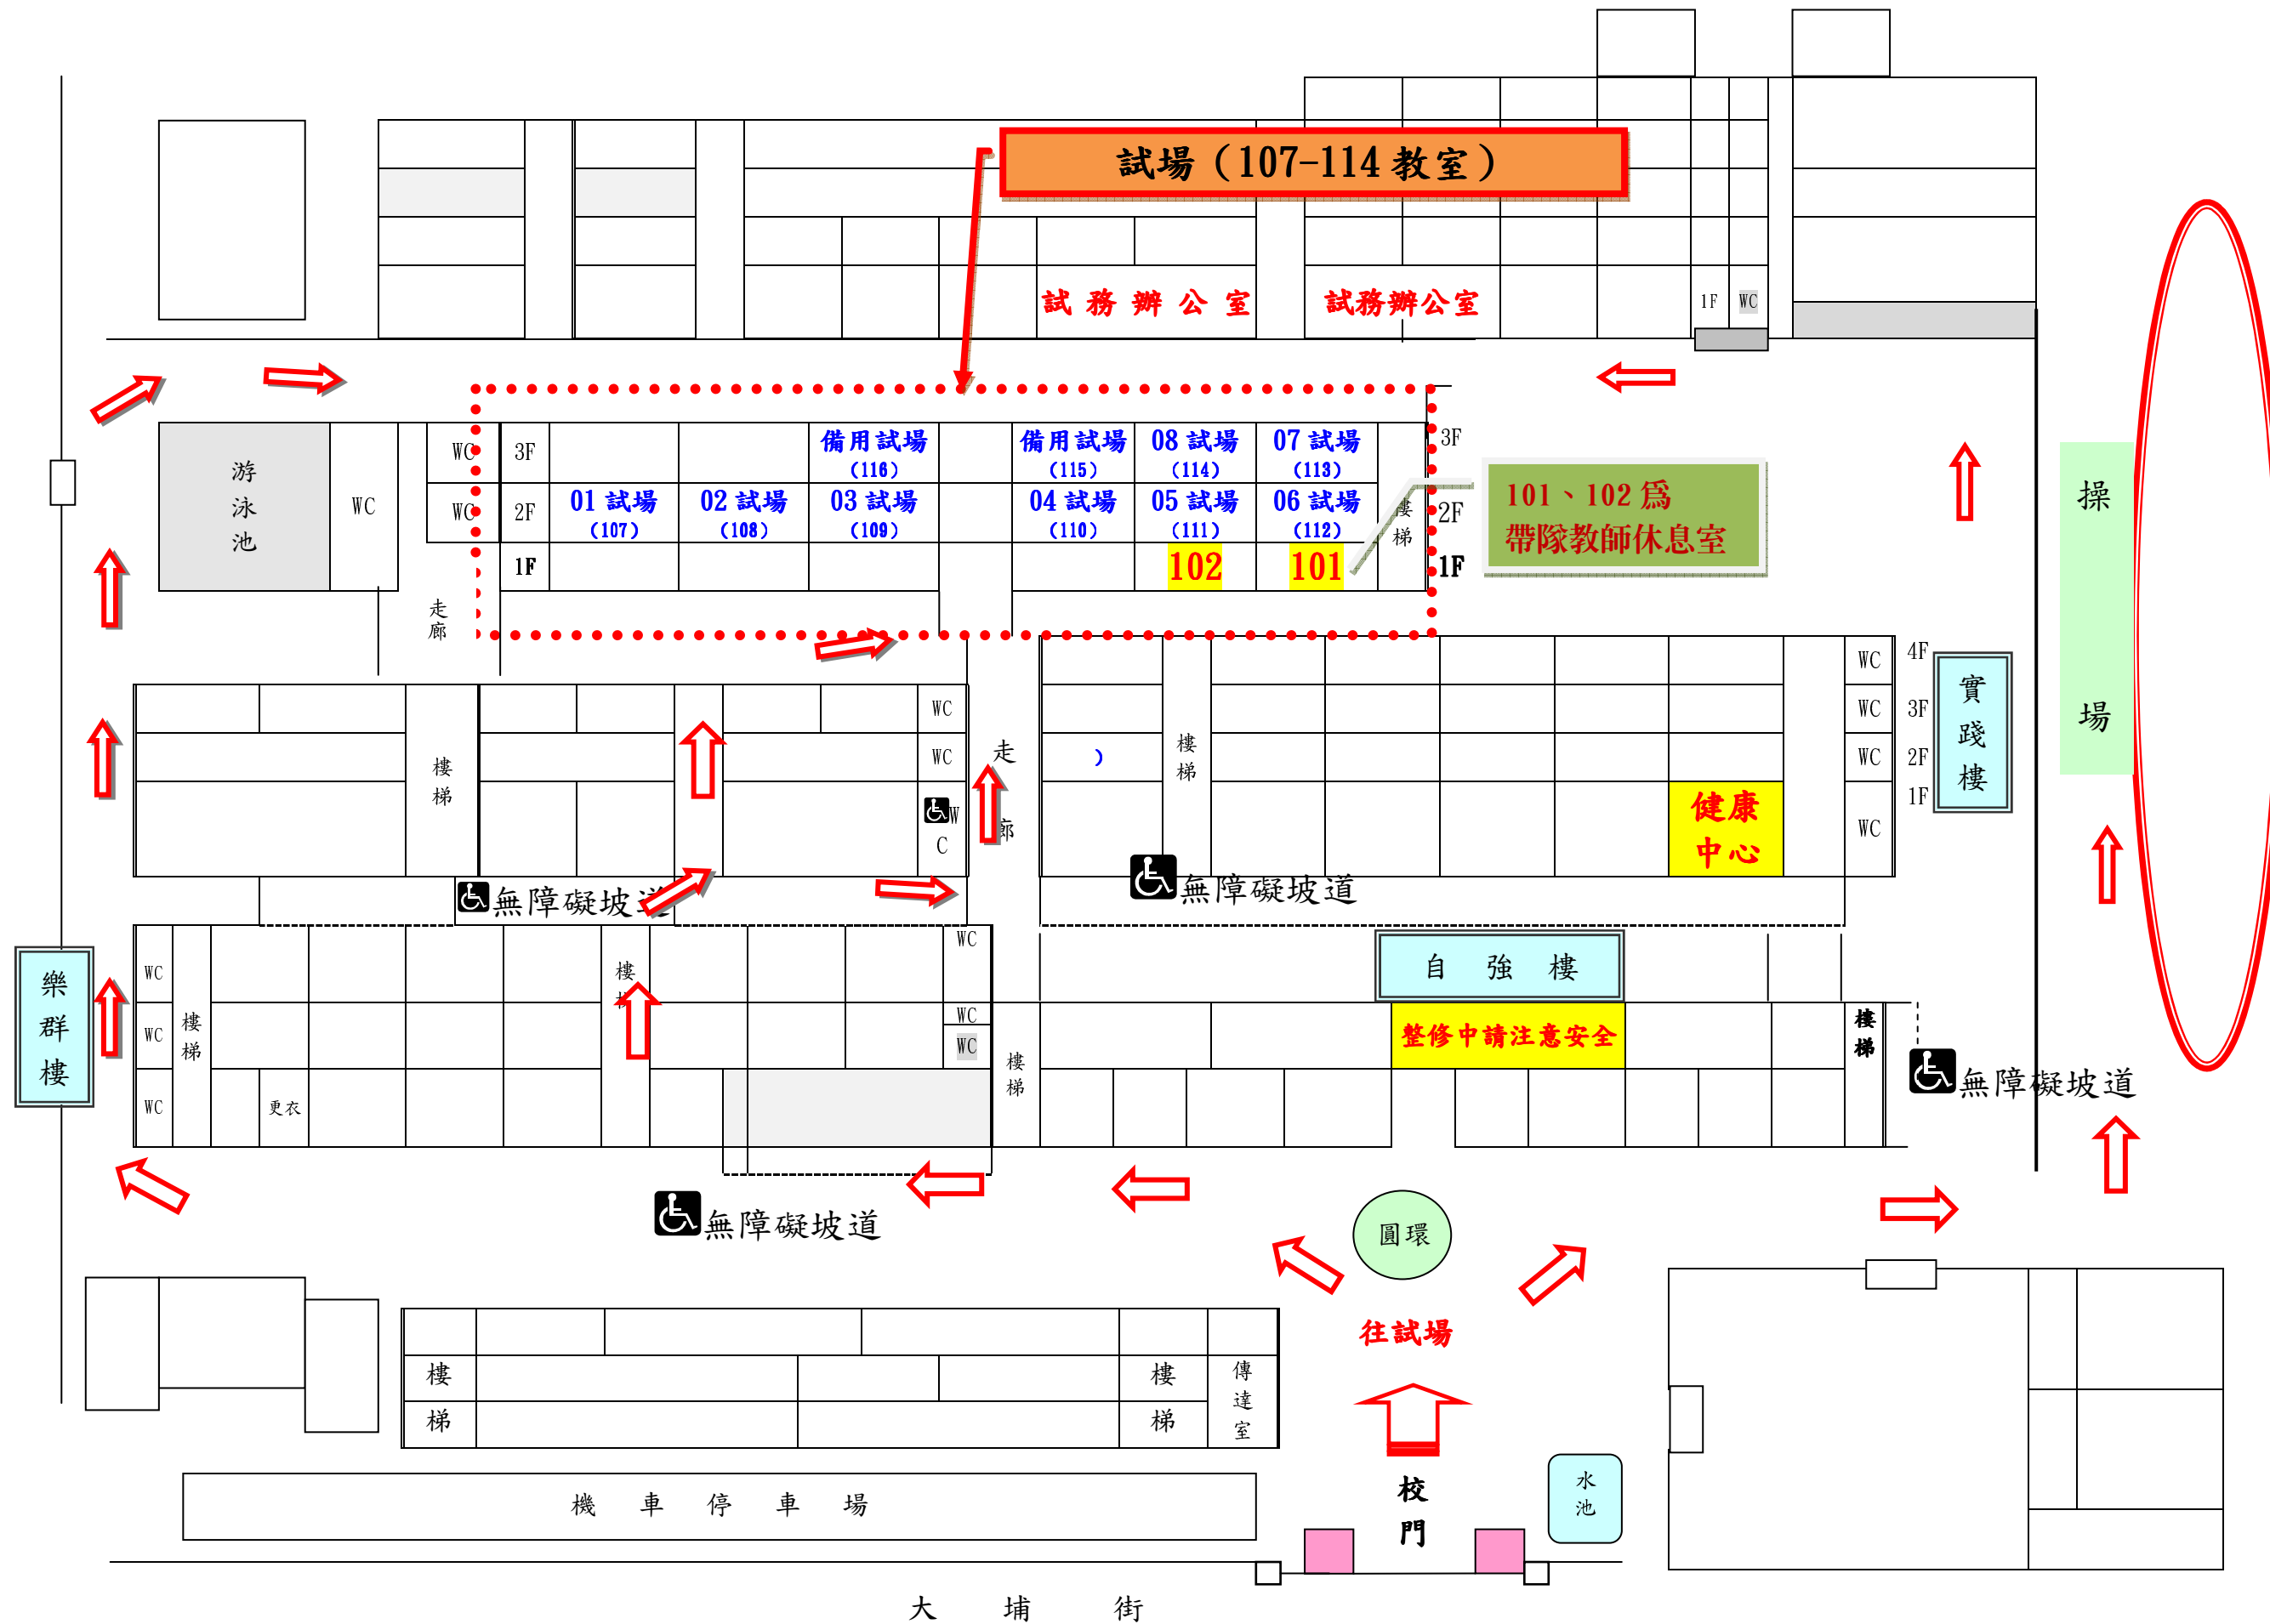 試場（107-114 教室）
試 務 辦 公 室
試務辦公室
1F
WC
游
泳
池
WC
WC
3F
備用試場
（116）
備用試場
（115）
08 試場
（114）
07 試場
（113）
3F
WC
2F
01 試場
（107）
02 試場
（108）
03 試場
（109）
04 試場
（110）
05 試場
（111）
06 試場
（112）
樓
梯
2F
1F
102
101
1F
101、102 為
帶隊教師休息室
操
場
走
廊
WC
4F
WC
3F
WC
2F
1F
WC
實
踐
樓
樓
梯
WC
WC
W
C
走
廊
）
樓
梯
健康
中心
無障礙坡道
無障礙坡道
樂
群
樓
WC
WC
WC
樓
梯
更衣
樓
梯
WC
WC
WC
樓
梯
自 強 樓
整修中請注意安全
樓
梯
無障礙坡道
無障礙坡道
圓環
往試場
樓
梯
樓
梯
傳
達
室
機 車 停 車 場
校
門
水
池
大 埔 街